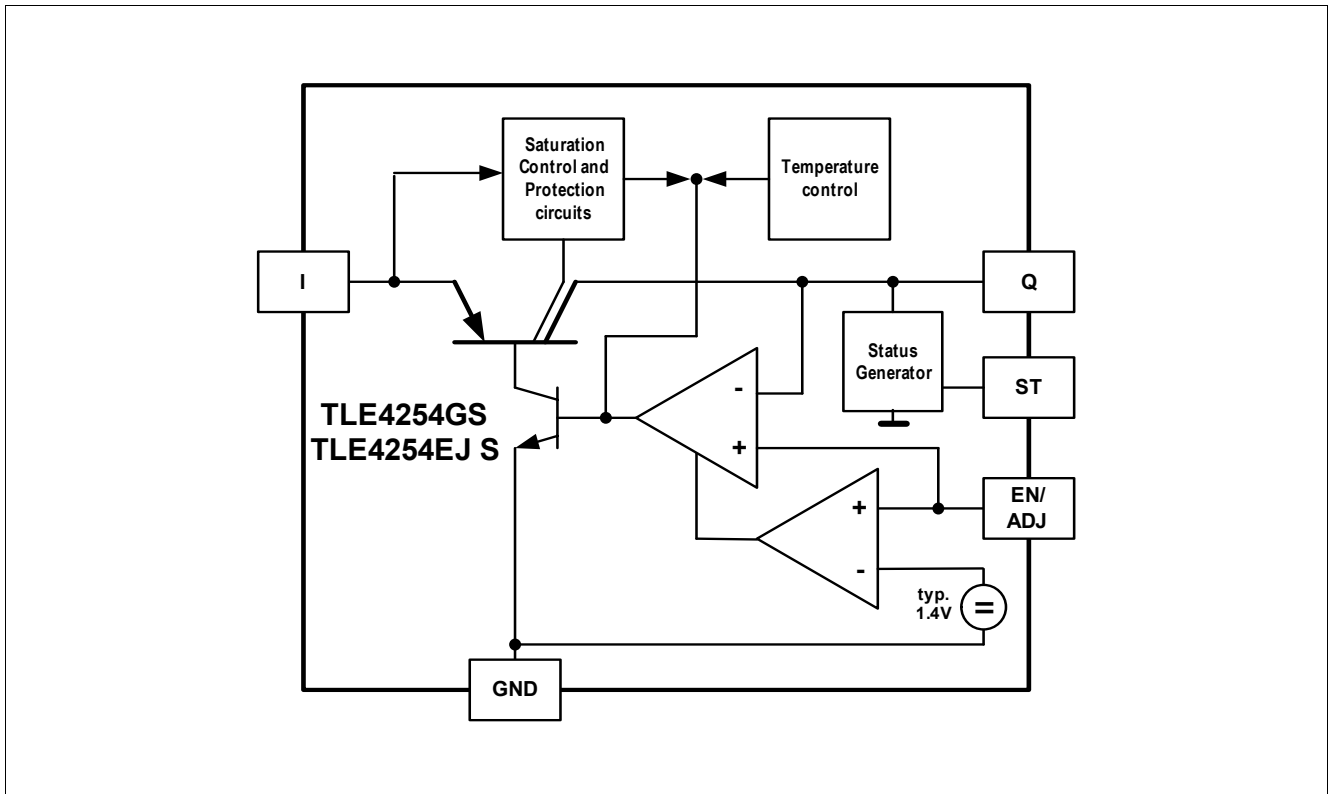 Saturation
Control and
Protection
circuits
Temperature
control
I
Q
Status
Generator
ST
TLE4254GS
TLE4254EJ S
-
+
EN/
ADJ
+
-
typ.
1.4V
=
GND